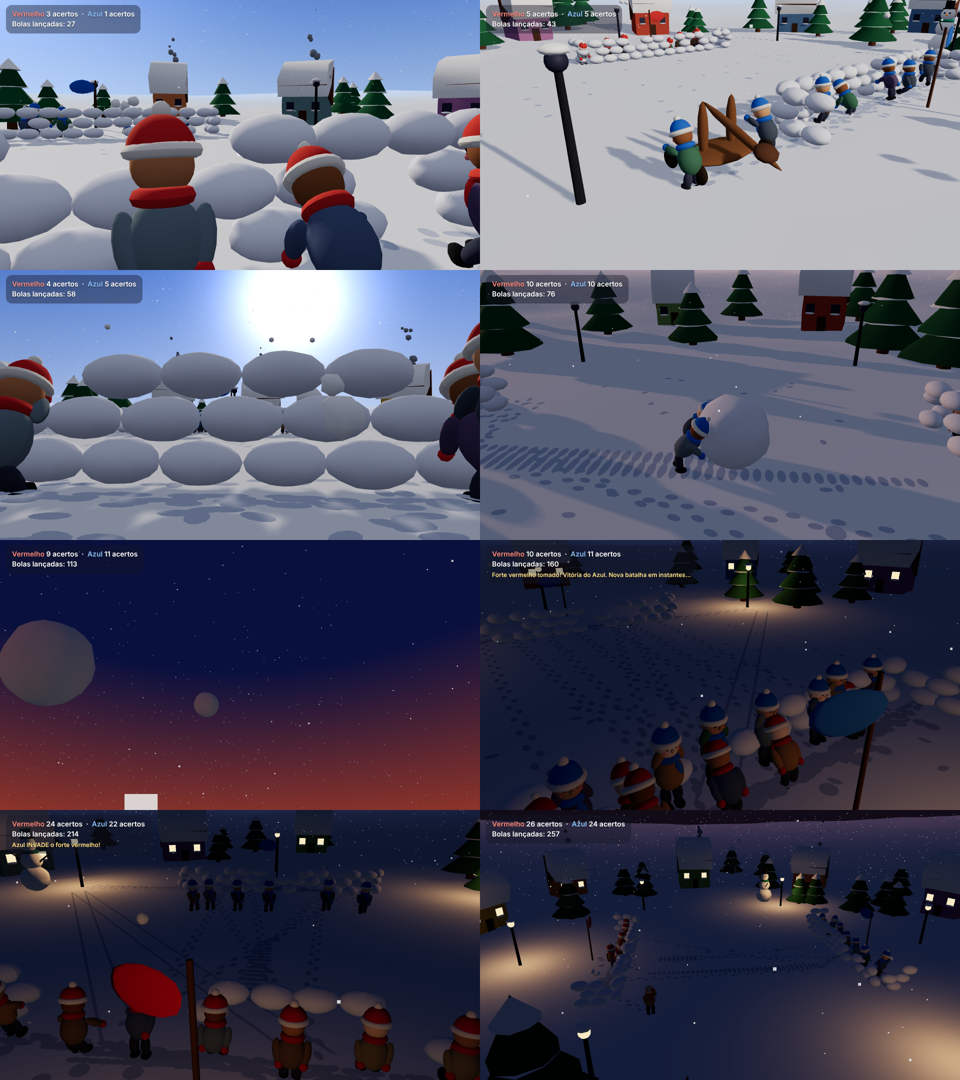 Vermelho 3 acertos · Azul 1 acertos
Bolas lançadas: 27
Vermelho 5 acertos · Azul 5 acertos
Bolas lançadas: 43
Vermelho 4 acertos · Azul 5 acertos
Bolas lançadas: 58
Vermelho 10 acertos · Azul 10 acertos
Bolas lançadas: 76
Vermelho 9 acertos · Azul 11 acertos
Bolas lançadas: 113
Vermelho 10 acertos · Azul 11 acertos
Bolas lançadas: 160
Forte vermelho tomado! Vitória do Azul. Nova batalha em instantes...
Vermelho 24 acertos · Azul 22 acertos
Bolas lançadas: 214
Azul INVADE o forte vermelho!
Vermelho 26 acertos · Azul 24 acertos
Bolas lançadas: 257